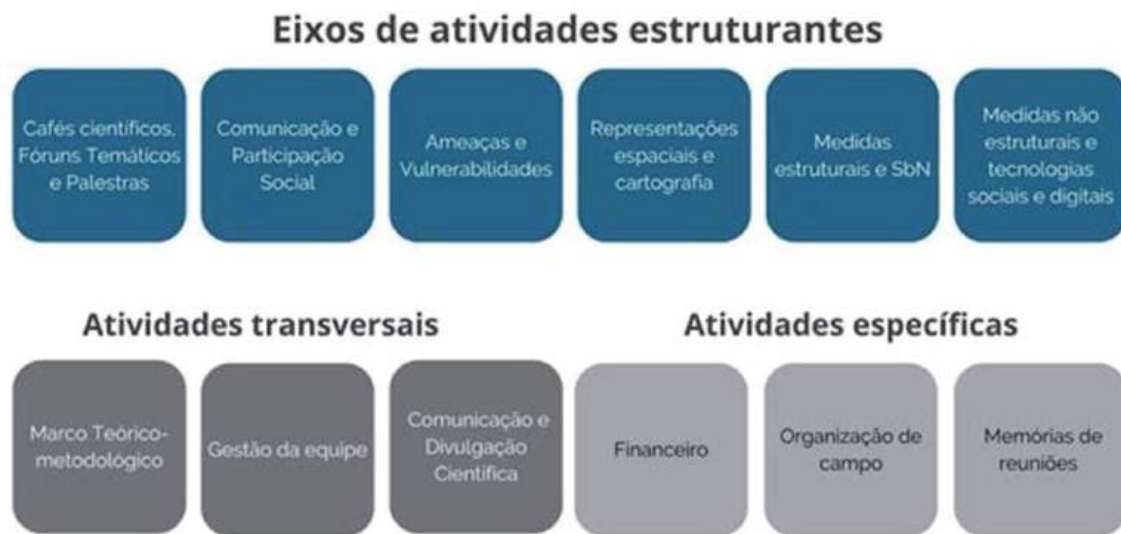 Eixos de atividades estruturantes
Cafés científicos,
Fóruns Temáticos
e Palestras
Comunicação e
Participação
Social
Ameaças e
Vulnerabilidades
Representações
espaciais e
cartografia
Medidas
estruturais e SbN
Medidas não
estruturais e
tecnologias
sociais e digitais
Atividades transversais
Marco Teórico-
metodológico
Gestão da equipe
Comunicação e
Divulgação
Científica
Atividades específicas
Financeiro
Organização de
campo
Memórias de
reuniões